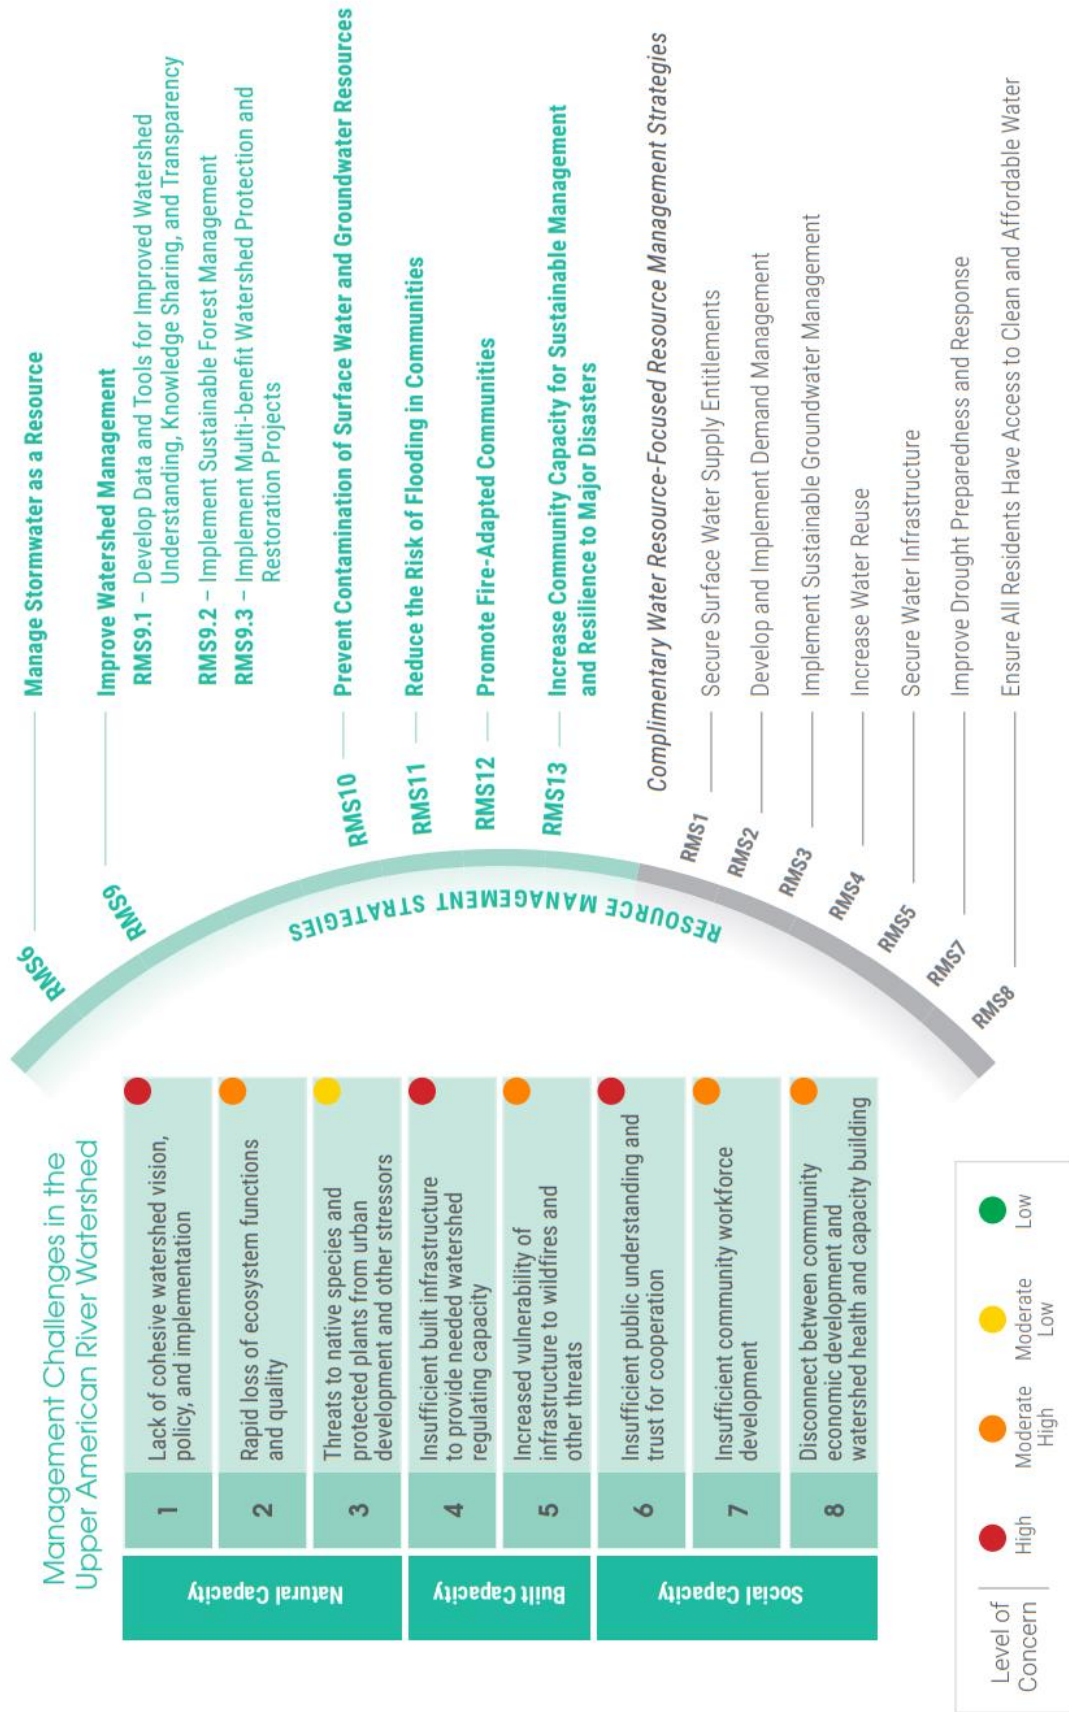 Management Challenges in the
Upper American River Watershed
Natural Capacity
1
Lack of cohesive watershed vision,
policy, and implementation
2
Rapid loss of ecosystem functions
and quality
3
Threats to native species and
protected plants from urban
development and other stressors
Built Capacity
4
Insufficient built infrastructure
to provide needed watershed
regulating capacity
5
Increased vulnerability of
infrastructure to wildfires and
other threats
Social Capacity
6
Insufficient public understanding and
trust for cooperation
7
Insufficient community workforce
development
8
Disconnect between community
economic development and
watershed health and capacity building
Level of
Concern
High
Moderate
High
Moderate
Low
Low
RESOURCE MANAGEMENT STRATEGIES
RMS6
Manage Stormwater as a Resource
RMS9
Improve Watershed Management
RMS9.1 – Develop Data and Tools for Improved Watershed
Understanding, Knowledge Sharing, and Transparency
RMS9.2 – Implement Sustainable Forest Management
RMS9.3 – Implement Multi-benefit Watershed Protection and
Restoration Projects
RMS10
Prevent Contamination of Surface Water and Groundwater Resources
RMS11
Reduce the Risk of Flooding in Communities
RMS12
Promote Fire-Adapted Communities
RMS13
Increase Community Capacity for Sustainable Management
and Resilience to Major Disasters
Complimentary Water Resource-Focused Resource Management Strategies
RMS1
Secure Surface Water Supply Entitlements
RMS2
Develop and Implement Demand Management
RMS3
Implement Sustainable Groundwater Management
RMS4
Increase Water Reuse
RMS5
Secure Water Infrastructure
RMS7
Improve Drought Preparedness and Response
RMS8
Ensure All Residents Have Access to Clean and Affordable Water